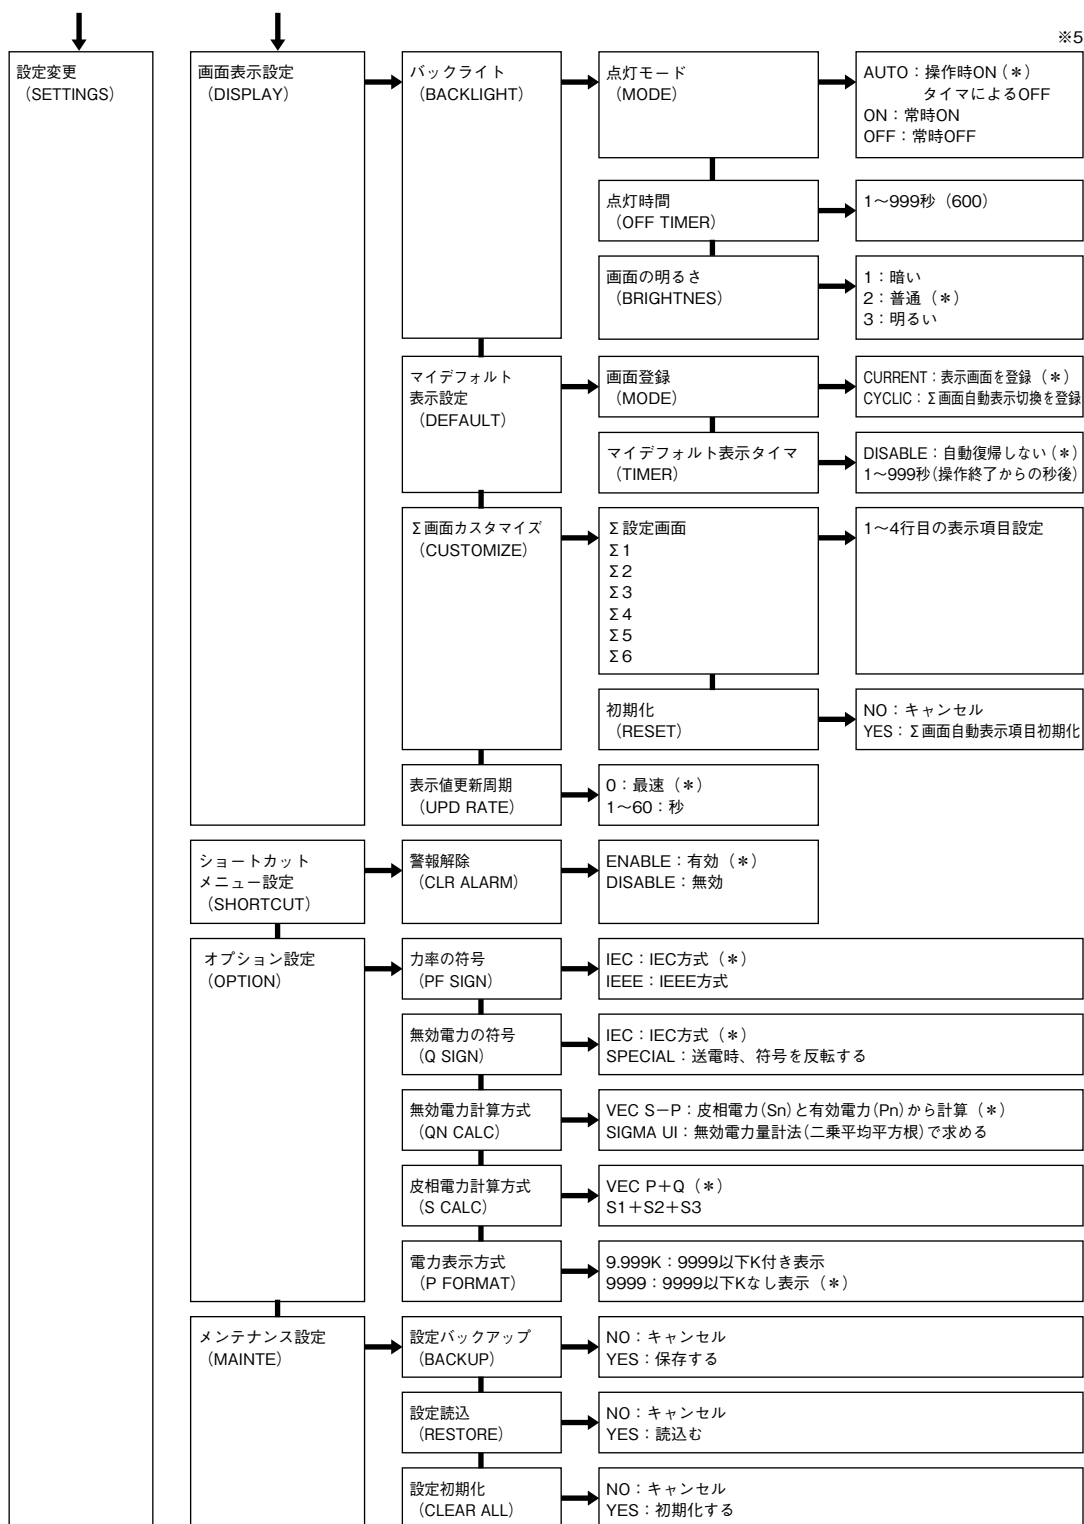 ※5
設定変更
（SETTINGS）
画面表示設定
（DISPLAY）
バックライト
（BACKLIGHT）
点灯モード
（MODE）
AUTO：操作時ON（＊）
タイマによるOFF
ON：常時ON
OFF：常時OFF
点灯時間
（OFF TIMER）
1～999秒（600）
画面の明るさ
（BRIGHTNES）
1：暗い
2：普通（＊）
3：明るい
マイデフォルト
表示設定
（DEFAULT）
画面登録
（MODE）
CURRENT：表示画面を登録（＊）
CYCLIC：Σ画面自動表示切換を登録
マイデフォルト表示タイマ
（TIMER）
DISABLE：自動復帰しない（＊）
1～999秒（操作終了からの秒後）
Σ画面カスタマイズ
（CUSTOMIZE）
Σ設定画面
Σ1
Σ2
Σ3
Σ4
Σ5
Σ6
1～4行目の表示項目設定
初期化
（RESET）
NO：キャンセル
YES：Σ画面自動表示項目初期化
表示値更新周期
（UPD RATE）
0：最速（＊）
1～60：秒
ショートカット
メニュー設定
（SHORTCUT）
警報解除
（CLR ALARM）
ENABLE：有効（＊）
DISABLE：無効
オプション設定
（OPTION）
力率の符号
（PF SIGN）
IEC：IEC方式（＊）
IEEE：IEEE方式
無効電力の符号
（Q SIGN）
IEC：IEC方式（＊）
SPECIAL：送電時、符号を反転する
無効電力計算方式
（QN CALC）
VEC S－P：皮相電力（Sn）と有効電力（Pn）から計算（＊）
SIGMA UI：無効電力量計法（二乗平均平方根）で求める
皮相電力計算方式
（S CALC）
VEC P＋Q（＊）
S1＋S2＋S3
電力表示方式
（P FORMAT）
9.999K：9999以下K付き表示
9999：9999以下Kなし表示（＊）
メンテナンス設定
（MAINTE）
設定バックアップ
（BACKUP）
NO：キャンセル
YES：保存する
設定読込
（RESTORE）
NO：キャンセル
YES：読込む
設定初期化
（CLEAR ALL）
NO：キャンセル
YES：初期化する